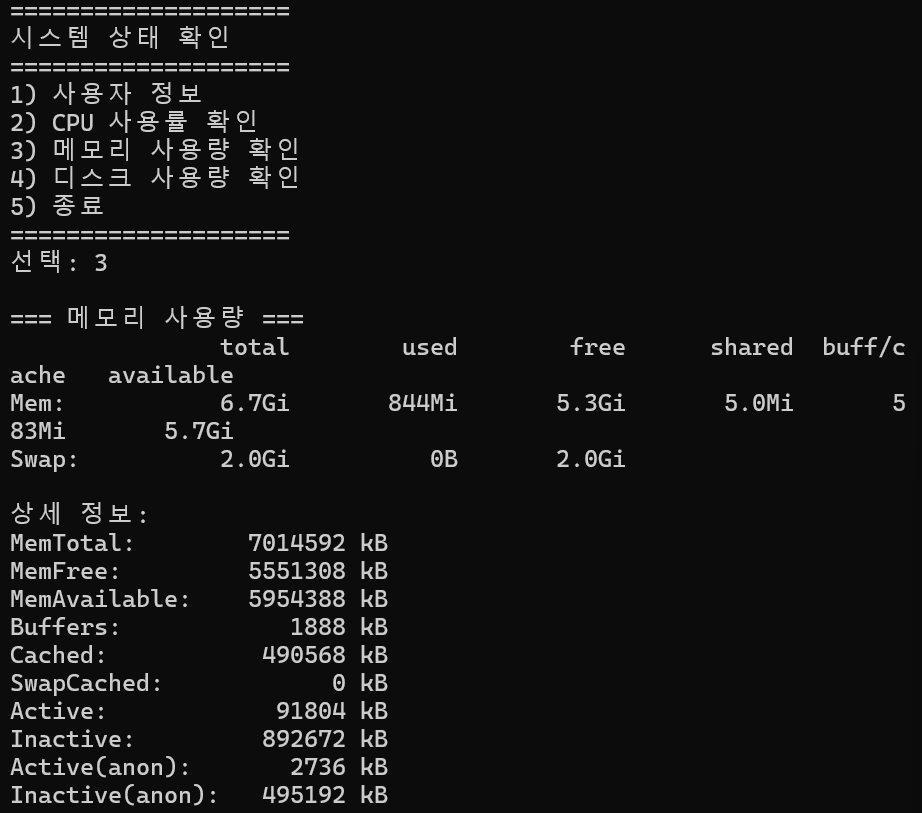 ====================
시스템 상태 확인
====================
1) 사용자 정보
2) CPU 사용률 확인
3) 메모리 사용량 확인
4) 디스크 사용량 확인
5) 종료
====================
선택: 3
=== 메모리 사용량 ===
               total        used        free      shared  buff/c
ache   available
Mem:           6.7Gi       844Mi       5.3Gi       5.0Mi       5
83Mi       5.7Gi
Swap:          2.0Gi          0B       2.0Gi
상세 정보:
MemTotal:        7014592 kB
MemFree:         5551308 kB
MemAvailable:    5954388 kB
Buffers:            1888 kB
Cached:           490568 kB
SwapCached:            0 kB
Active:            91804 kB
Inactive:         892672 kB
Active(anon):       2736 kB
Inactive(anon):   495192 kB